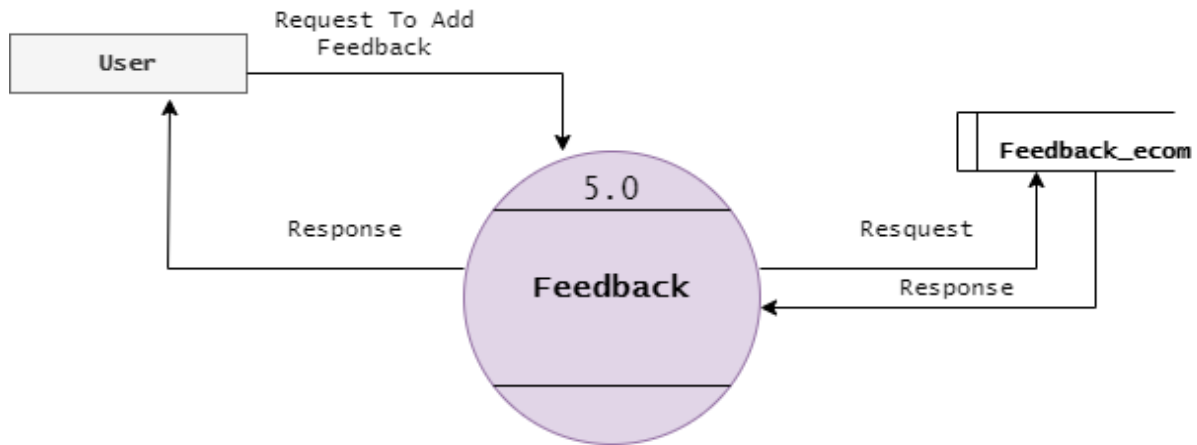 Request To Add
Feedback
User
Feedback_ecom
5.0
Response
Resquest
Feedback
Response